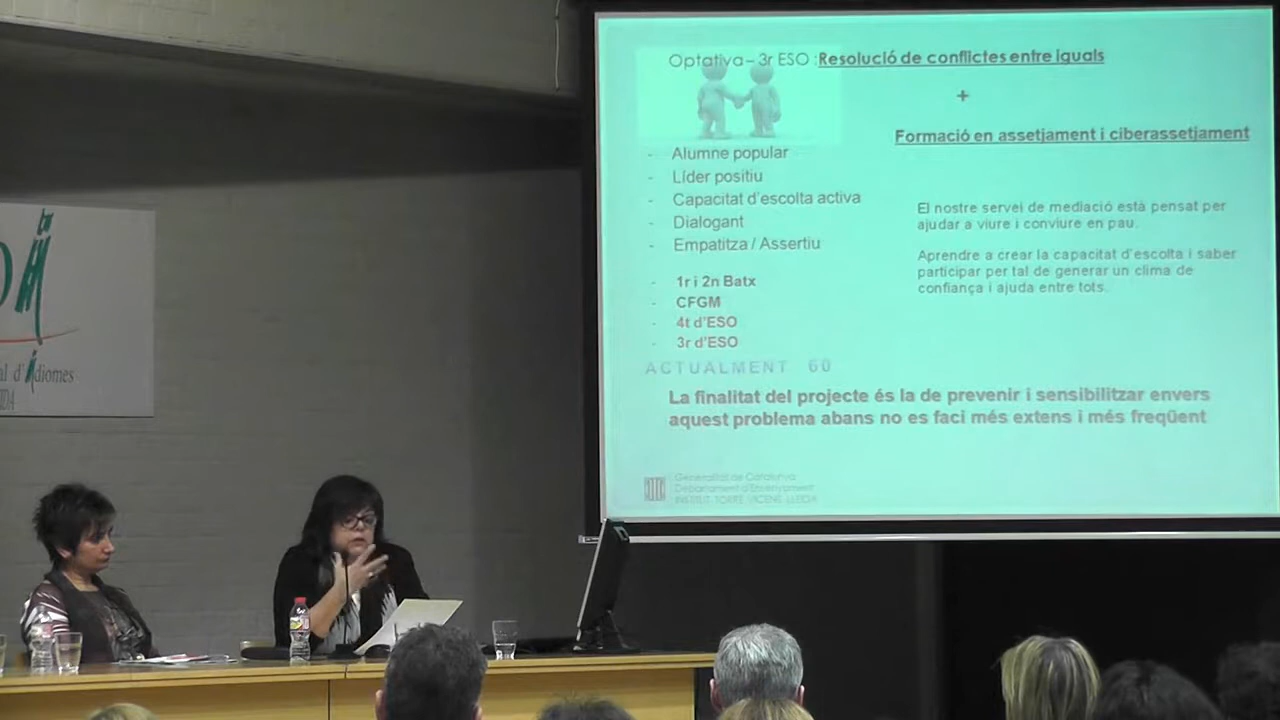 Optativa – 3r ESO :Resolució de conflictes entre iguals
+
Formació en assetjament i ciberassetjament
- Alumne popular
- Líder positiu
- Capacitat d'escolta activa
- Dialogant
- Empatitza / Assertiu
El nostre servei de mediació està pensat per
ajudar a viure i conviure en pau.
Aprendre a crear la capacitat d'escolta i saber
participar per tal de generar un clima de
confiança i ajuda entre tots.
- 1r i 2n Batx
- CFGM
- 4t d'ESO
- 3r d'ESO
ACTUALMENT 60
La finalitat del projecte és la de prevenir i sensibilitzar envers
aquest problema abans no es faci més extens i més freqüent
Generalitat de Catalunya
Departament d'Ensenyament
INSTITUT TORRE VICENS LLEIDA
al d'Idiomes